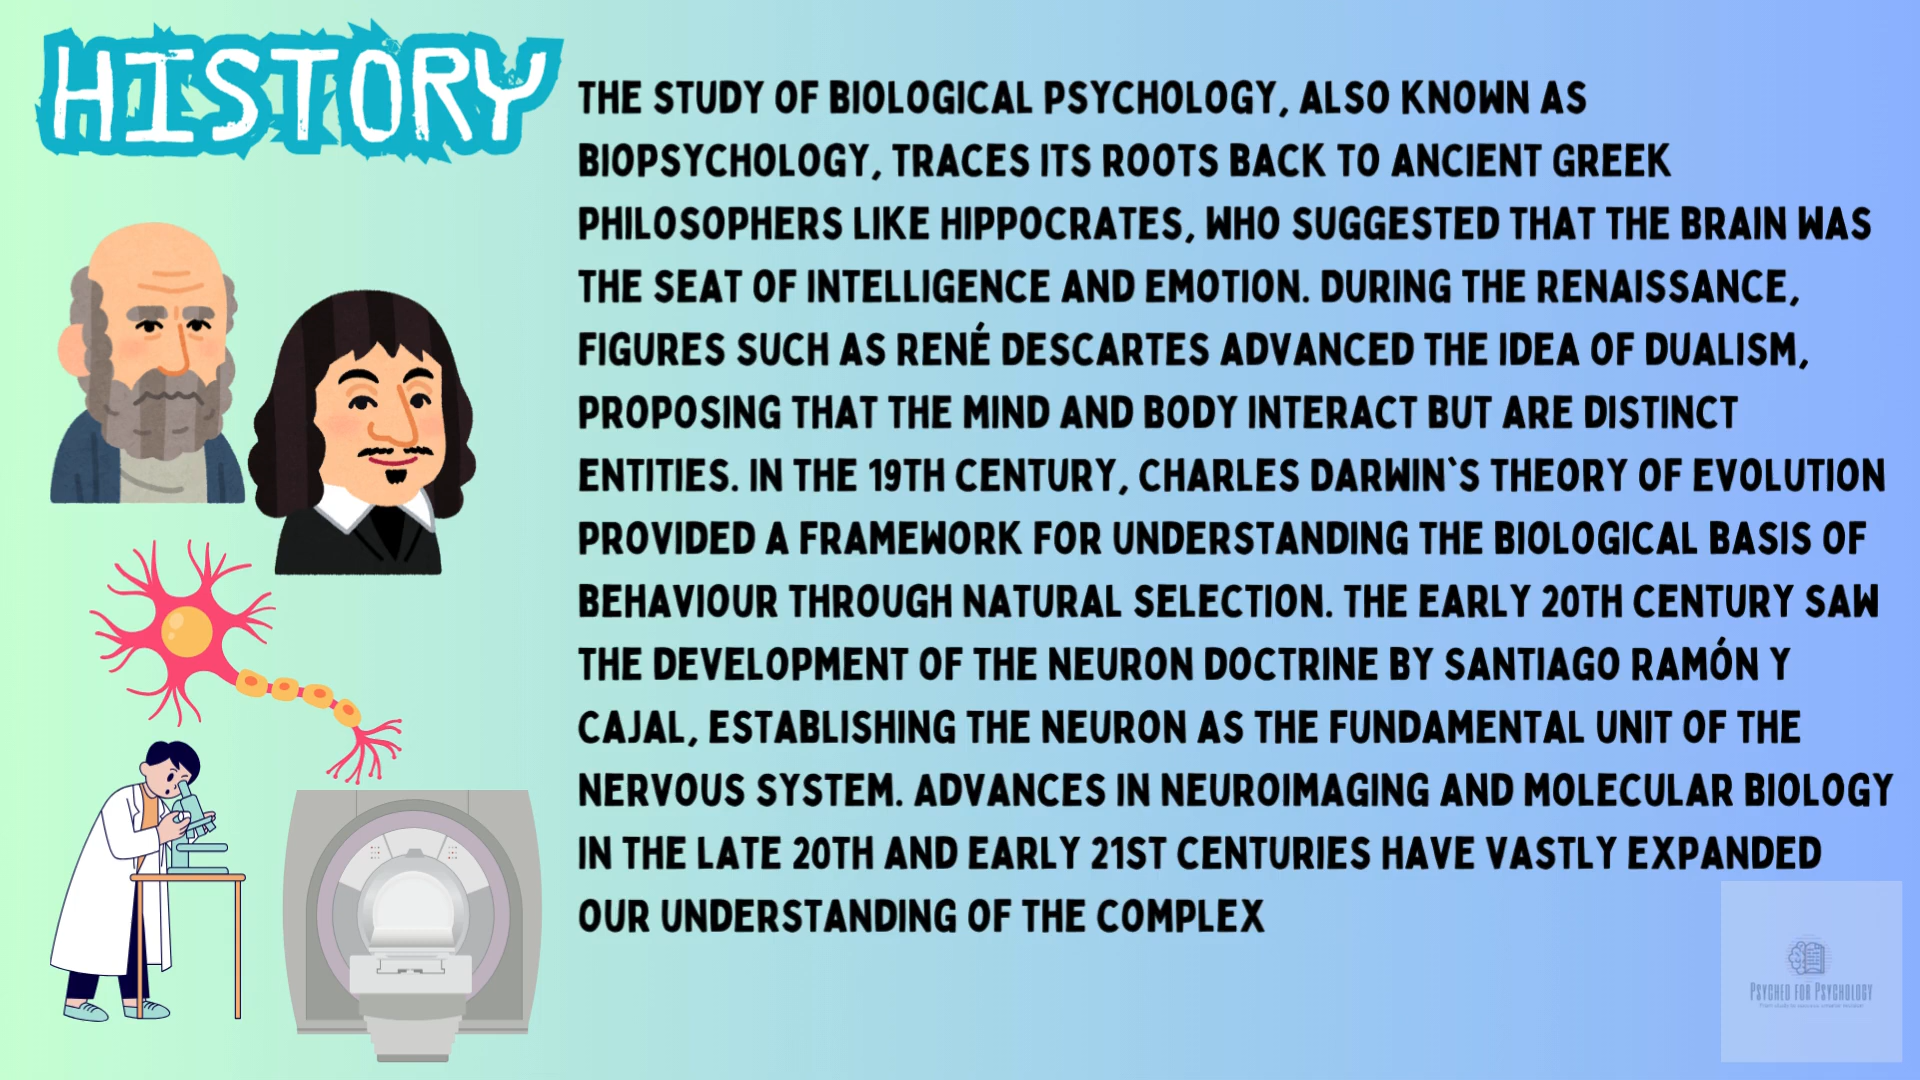 HISTORY
THE STUDY OF BIOLOGICAL PSYCHOLOGY, ALSO KNOWN AS
BIOPSYCHOLOGY, TRACES ITS ROOTS BACK TO ANCIENT GREEK
PHILOSOPHERS LIKE HIPPOCRATES, WHO SUGGESTED THAT THE BRAIN WAS
THE SEAT OF INTELLIGENCE AND EMOTION. DURING THE RENAISSANCE,
FIGURES SUCH AS RENÉ DESCARTES ADVANCED THE IDEA OF DUALISM,
PROPOSING THAT THE MIND AND BODY INTERACT BUT ARE DISTINCT
ENTITIES. IN THE 19TH CENTURY, CHARLES DARWIN`S THEORY OF EVOLUTION
PROVIDED A FRAMEWORK FOR UNDERSTANDING THE BIOLOGICAL BASIS OF
BEHAVIOUR THROUGH NATURAL SELECTION. THE EARLY 20TH CENTURY SAW
THE DEVELOPMENT OF THE NEURON DOCTRINE BY SANTIAGO RAMÓN Y
CAJAL, ESTABLISHING THE NEURON AS THE FUNDAMENTAL UNIT OF THE
NERVOUS SYSTEM. ADVANCES IN NEUROIMAGING AND MOLECULAR BIOLOGY
IN THE LATE 20TH AND EARLY 21ST CENTURIES HAVE VASTLY EXPANDED
OUR UNDERSTANDING OF THE COMPLEX
PSYCHED FOR PSYCHOLOGY